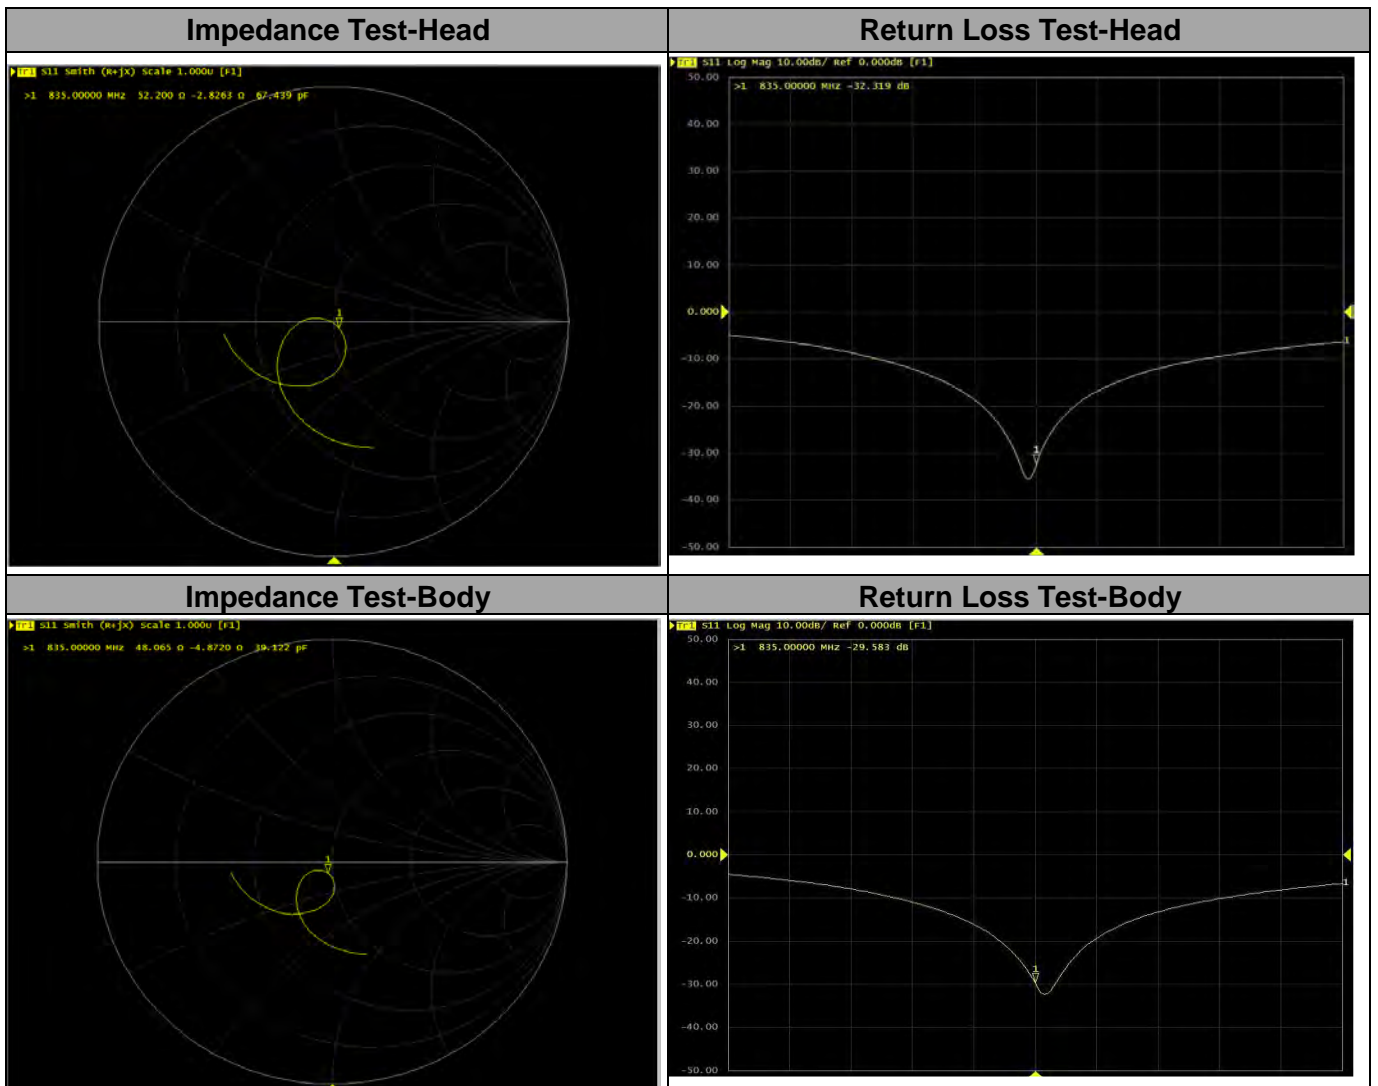 Impedance Test-Head
Return Loss Test-Head
Tr1 S11 Smith (R+jX) Scale 1.000U [F1]
>1 835.00000 MHz 52.200 Ω -2.8263 Ω 67.439 pF
1
Tr1 S11 Log Mag 10.00dB/ Ref 0.000dB [F1]
50.00
>1 835.00000 MHz -32.319 dB
40.00
30.00
20.00
10.00
0.000
1
-10.00
-20.00
-30.00
1
-40.00
-50.00
Impedance Test-Body
Return Loss Test-Body
Tr1 S11 Smith (R+jX) Scale 1.000U [F1]
>1 835.00000 MHz 48.065 Ω -4.8720 Ω 39.122 pF
1
Tr1 S11 Log Mag 10.00dB/ Ref 0.000dB [F1]
50.00
>1 835.00000 MHz -29.583 dB
40.00
30.00
20.00
10.00
0.000
1
-10.00
-20.00
1
-30.00
-40.00
-50.00